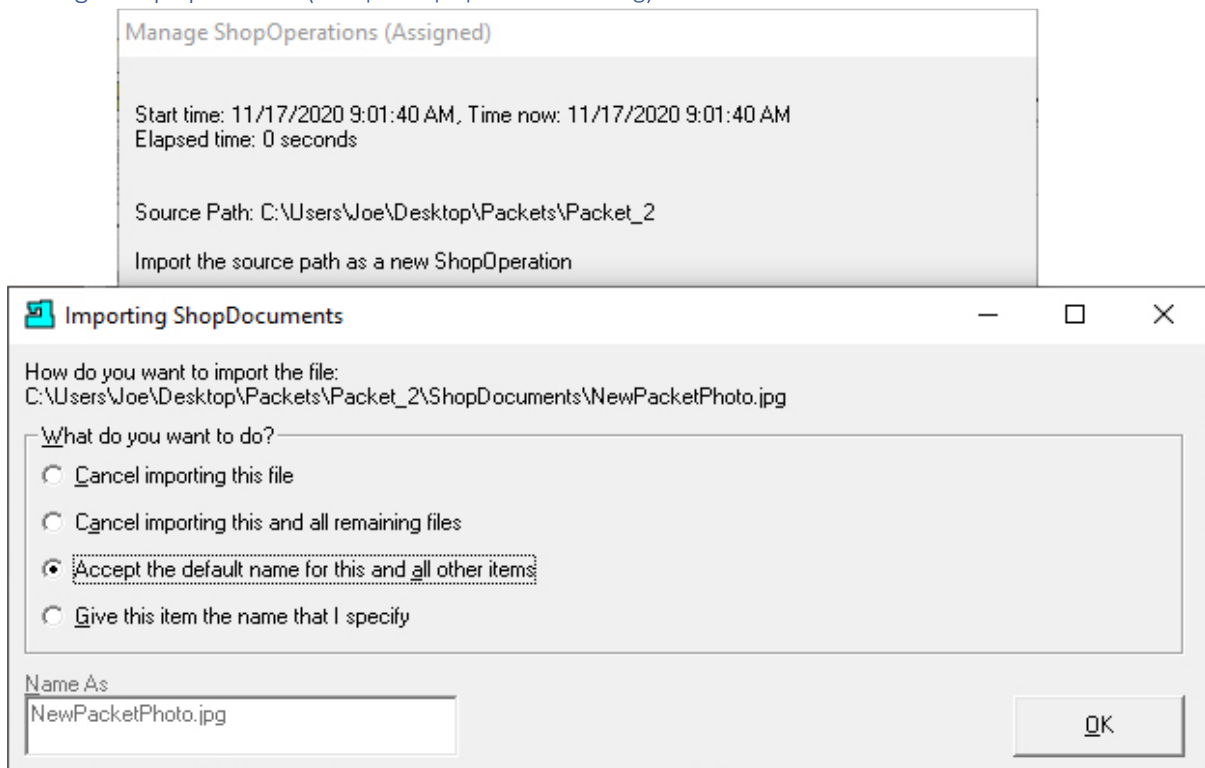 Manage ShopOperations (Assigned)
Start time: 11/17/2020 9:01:40 AM, Time now: 11/17/2020 9:01:40 AM
Elapsed time: 0 seconds
Source Path: C:\Users\Joe\Desktop\Packets\Packet_2
Import the source path as a new ShopOperation
Importing ShopDocuments
How do you want to import the file:
C:\Users\Joe\Desktop\Packets\Packet_2\ShopDocuments\NewPacketPhoto.jpg
What do you want to do?
Cancel importing this file
Cancel importing this and all remaining files
Accept the default name for this and all other items
Give this item the name that I specify
Name As
NewPacketPhoto.jpg
OK